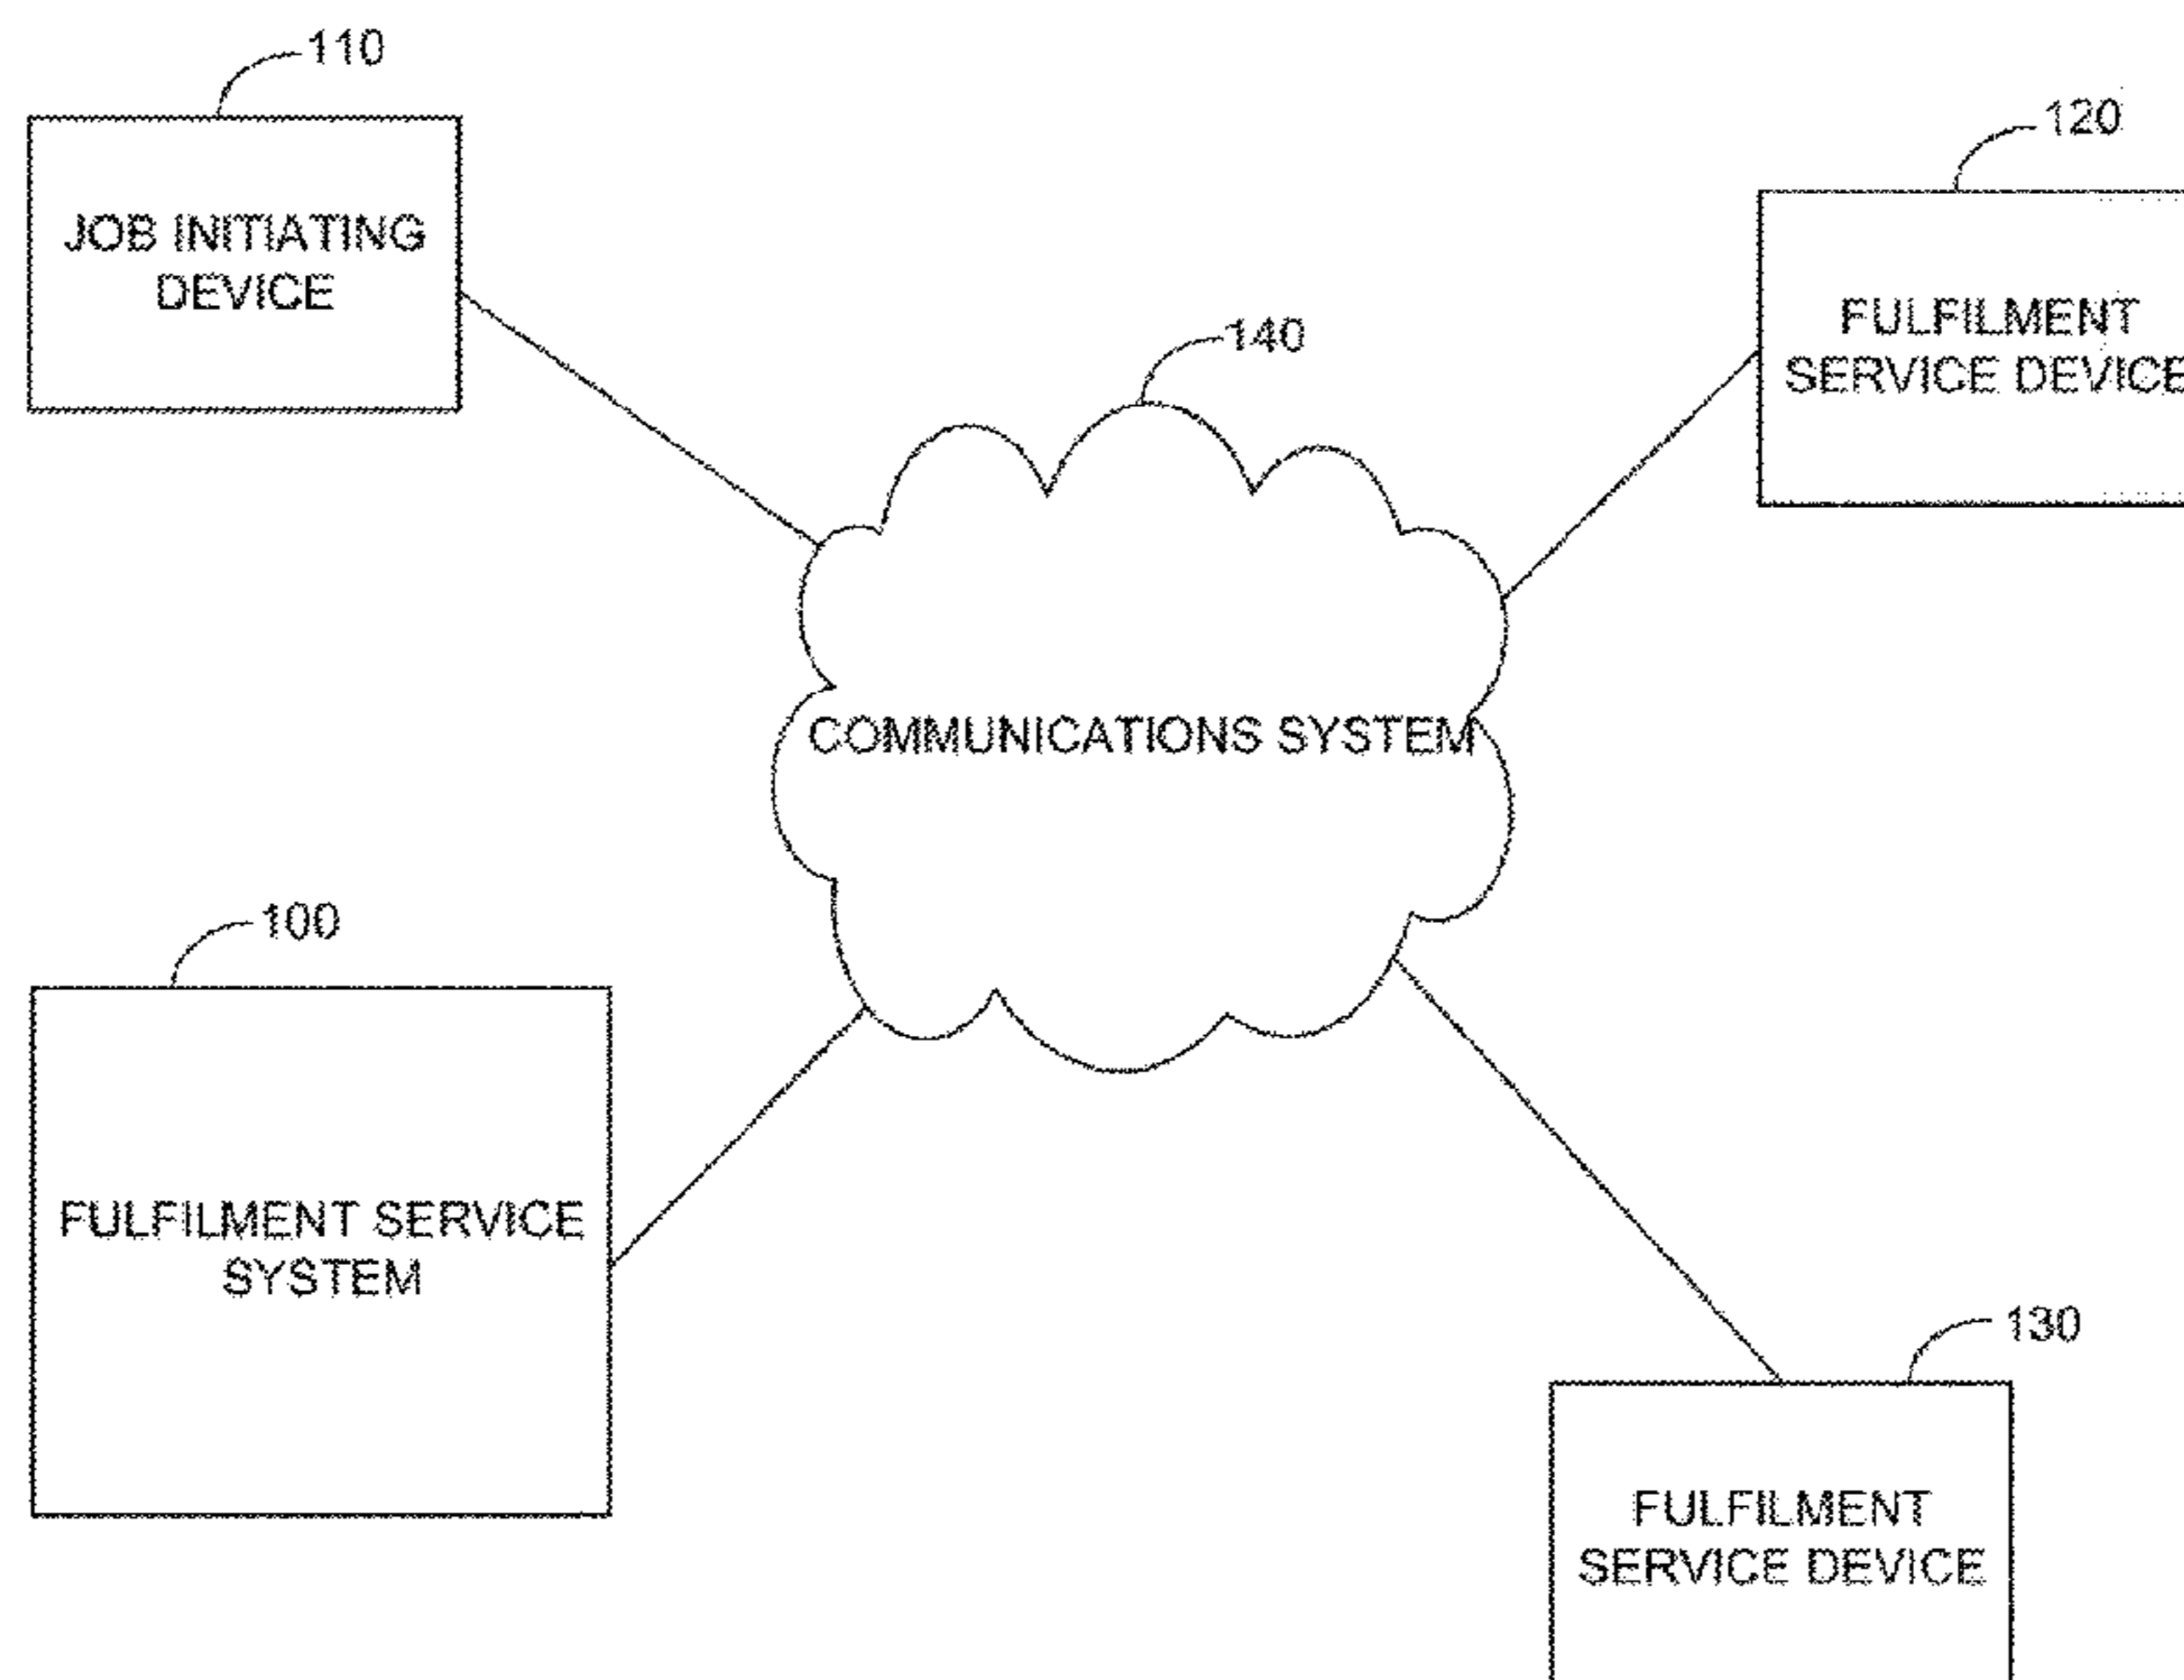 110
JOB INITIATING
DEVICE
120
FULFILMENT
SERVICE DEVICE
140
COMMUNICATIONS SYSTEM
100
FULFILMENT SERVICE
SYSTEM
130
FULFILMENT
SERVICE DEVICE